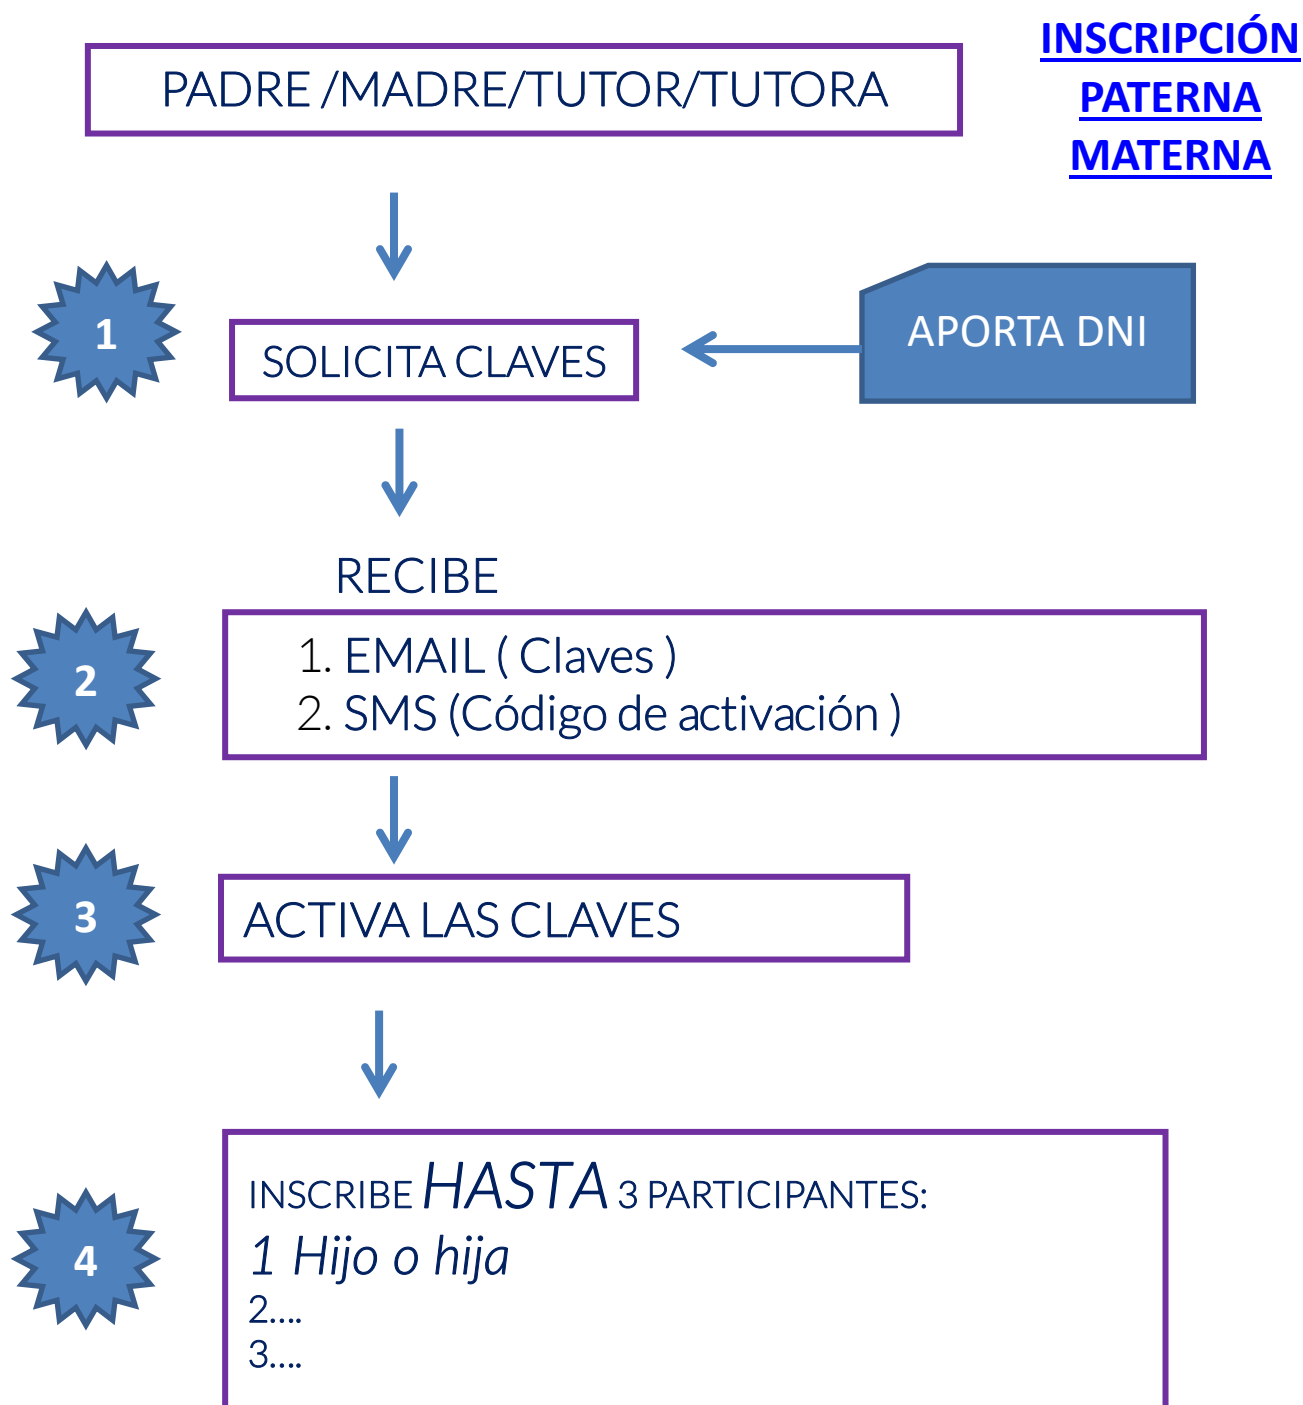 INSCRIPCIÓN
PATERNA
MATERNA
PADRE /MADRE/TUTOR/TUTORA
1
SOLICITA CLAVES
APORTA DNI
RECIBE
2
1. EMAIL ( Claves )
2. SMS (Código de activación )
3
ACTIVA LAS CLAVES
4
INSCRIBE HASTA 3 PARTICIPANTES:
1 Hijo o hija
2....
3....